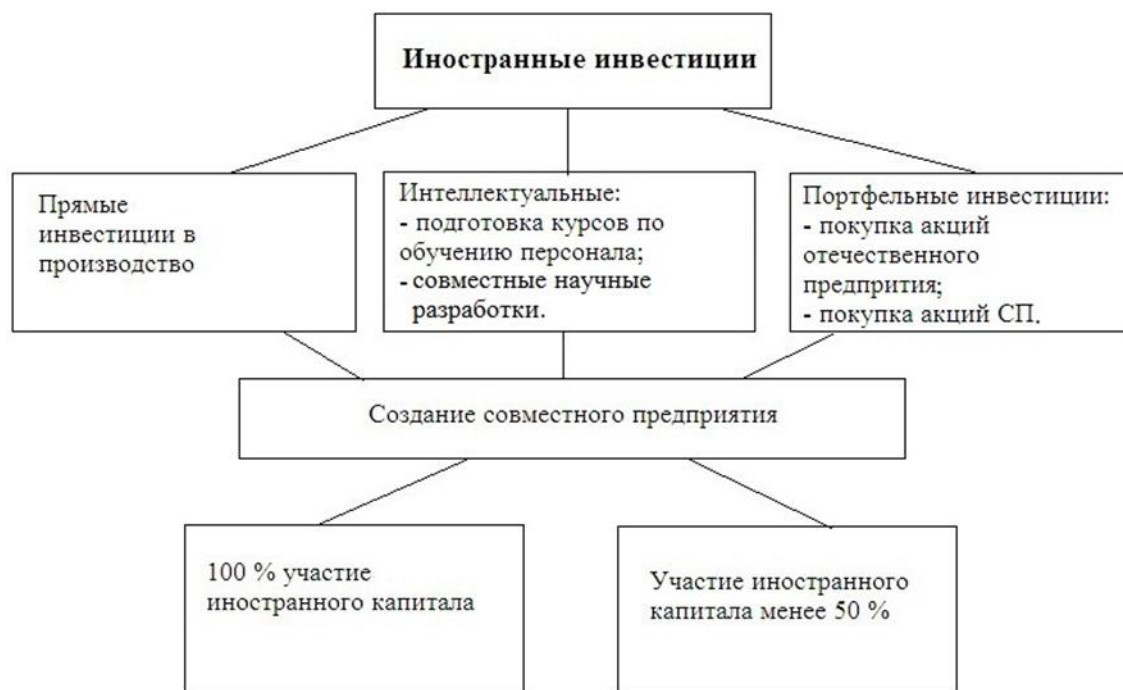 Иностранные инвестиции
Прямые
инвестиции в
производство
Интеллектуальные:
- подготовка курсов по
обучению персонала;
- совместные научные
разработки.
Портфельные инвестиции:
- покупка акций
отечественного
предпрития;
- покупка акций СП.
Создание совместного предприятия
100 % участие
иностранного капитала
Участие иностранного
капитала менее 50 %